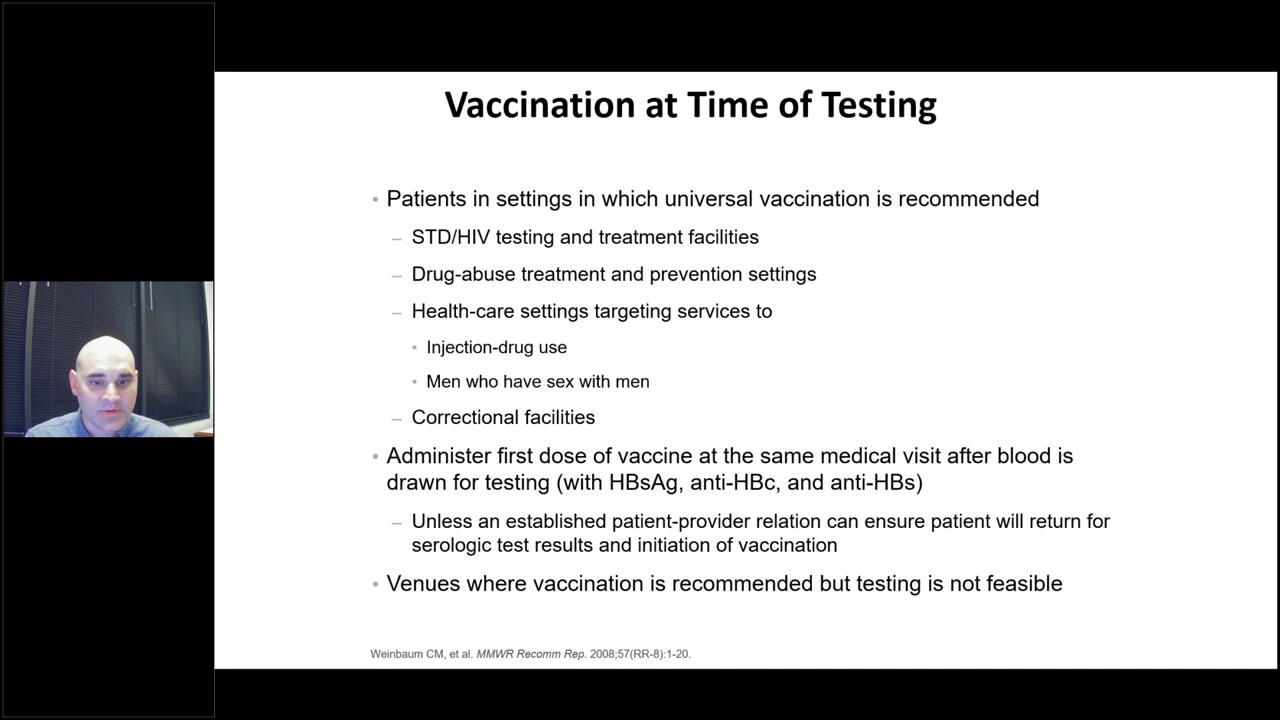 Vaccination at Time of Testing
• Patients in settings in which universal vaccination is recommended
– STD/HIV testing and treatment facilities
– Drug-abuse treatment and prevention settings
– Health-care settings targeting services to
• Injection-drug use
• Men who have sex with men
– Correctional facilities
• Administer first dose of vaccine at the same medical visit after blood is
drawn for testing (with HBsAg, anti-HBc, and anti-HBs)
– Unless an established patient-provider relation can ensure patient will return for
serologic test results and initiation of vaccination
• Venues where vaccination is recommended but testing is not feasible
Weinbaum CM, et al. MMWR Recomm Rep. 2008;57(RR-8):1-20.